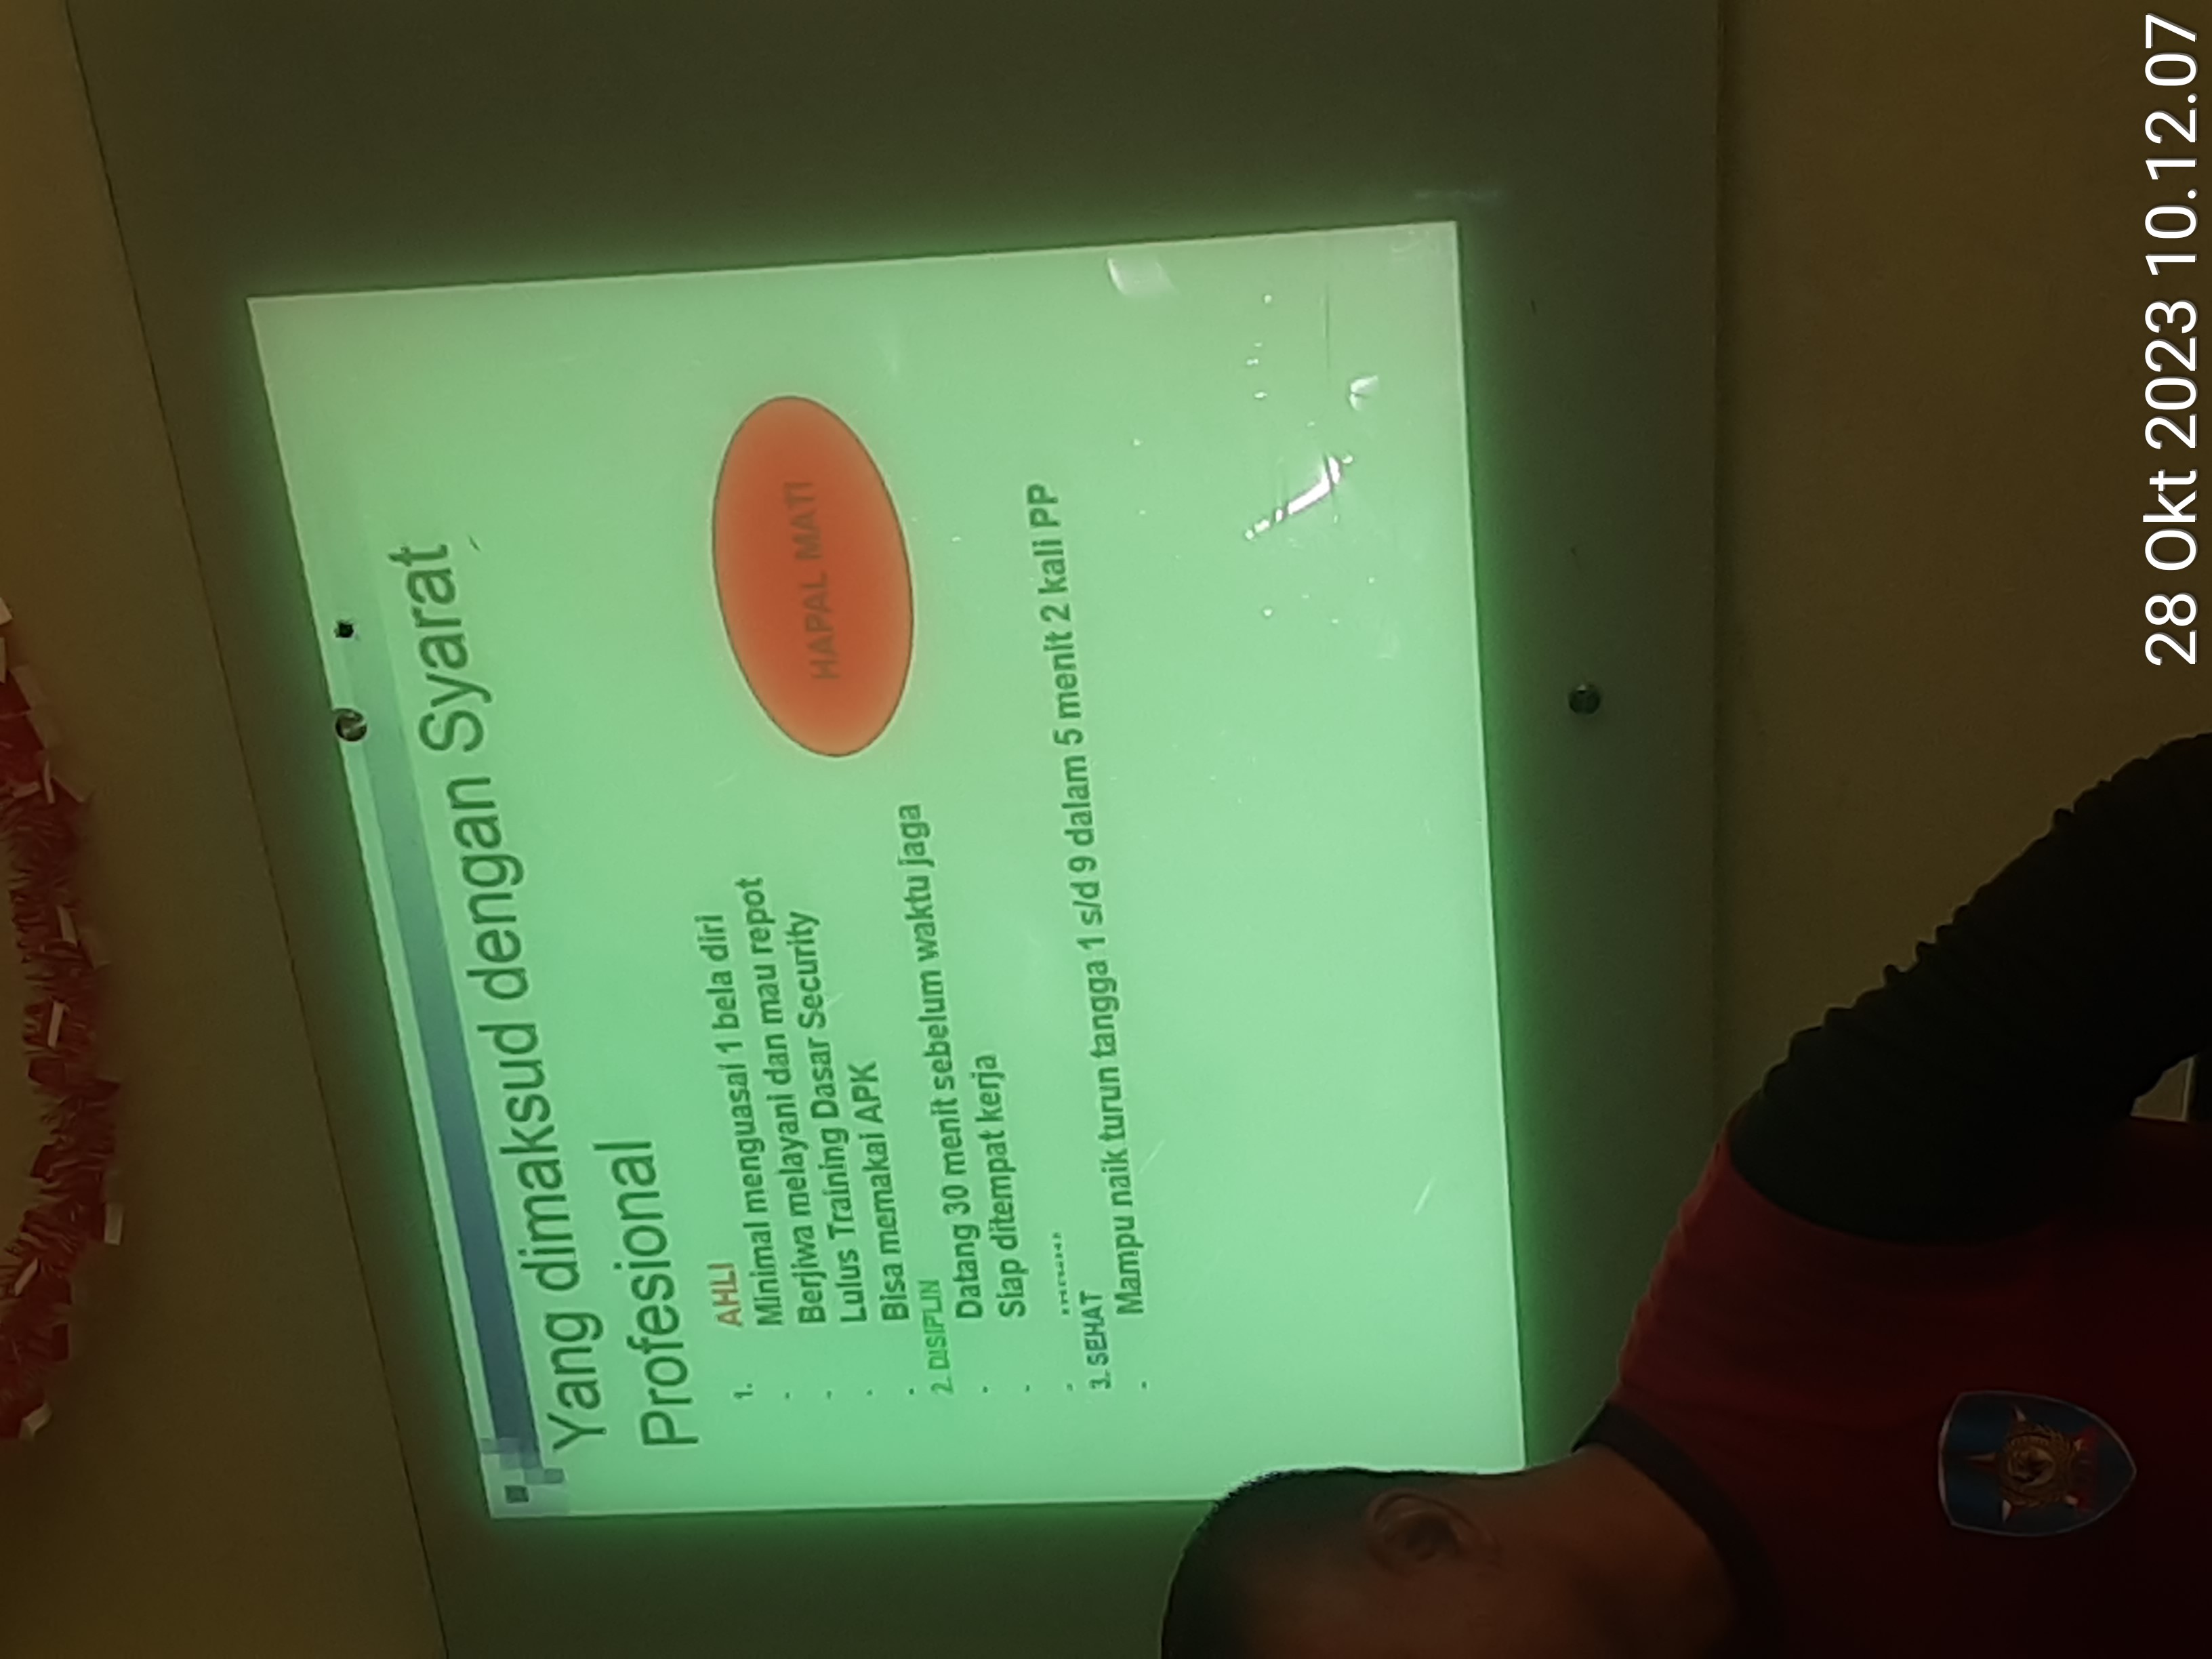 Yang dimaksud dengan Syarat
Profesional
1. AHLI
- Minimal menguasai 1 bela diri
- Berjiwa melayani dan mau repot
- Lulus Training Dasar Security
- Bisa memakai APK
2. DISIPLIN
- Datang 30 menit sebelum waktu jaga
- Siap ditempat kerja
-
3. SEHAT
- Mampu naik turun tangga 1 s/d 9 dalam 5 menit 2 kali PP
HAPAL MATI
28 Okt 2023 10.12.07